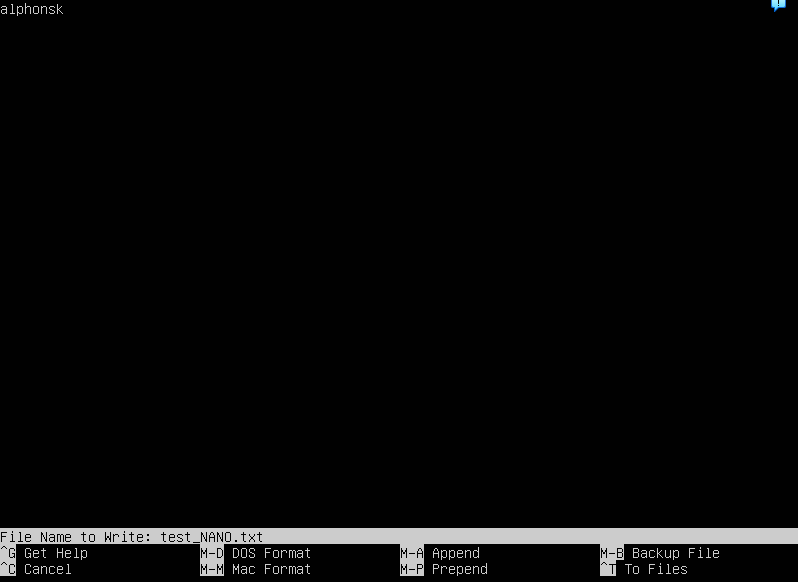 alphonsk
File Name to Write: test_NANO.txt
^G Get Help M-D DOS Format M-A Append M-B Backup File
^C Cancel M-M Mac Format M-P Prepend ^T To Files